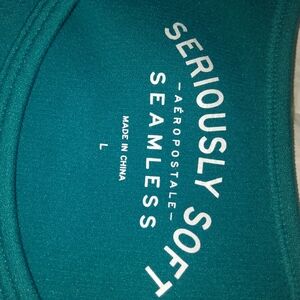 SERIOUSLY SOFT
–AÉROPOSTALE–
SEAMLESS
MADE IN CHINA
L